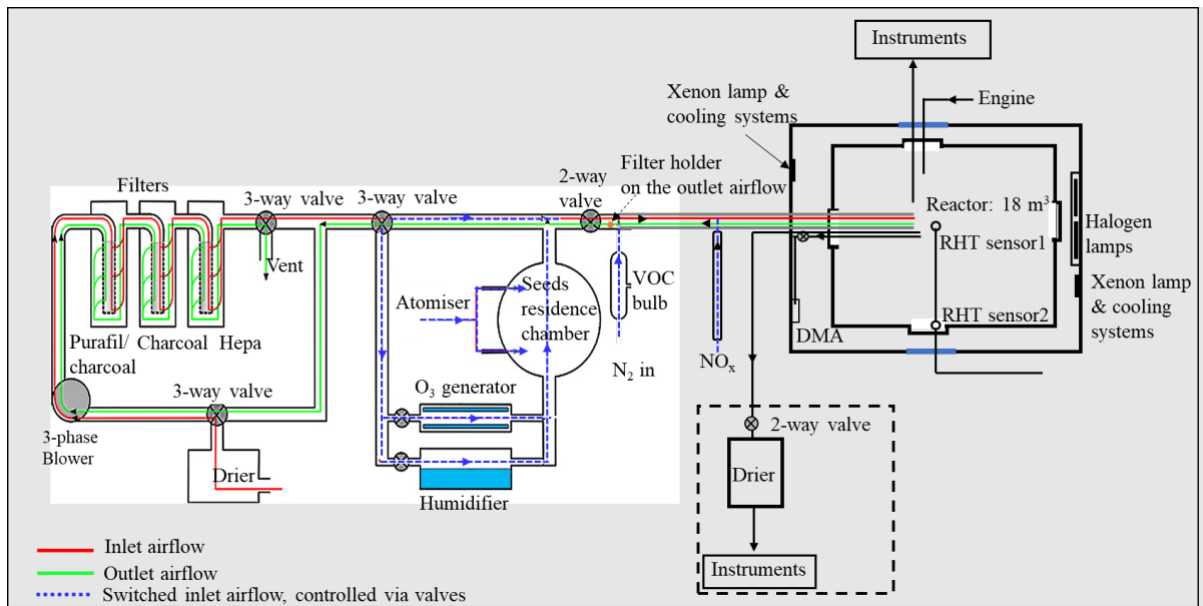 Instruments
Xenon lamp &
cooling systems
Engine
Filters
3-way valve
3-way valve
2-way
valve
Filter holder
on the outlet airflow
Reactor: 18 m³
RHT sensor1
Halogen
lamps
Vent
Atomiser
Seeds
residence
chamber
VOC
bulb
Xenon lamp
& cooling
systems
RHT sensor2
DMA
Purafil/
charcoal
Charcoal
Hepa
N₂ in
NOₓ
3-way valve
O₃ generator
3-phase
Blower
2-way valve
Drier
Drier
Humidifier
Instruments
Inlet airflow
Outlet airflow
Switched inlet airflow, controlled via valves